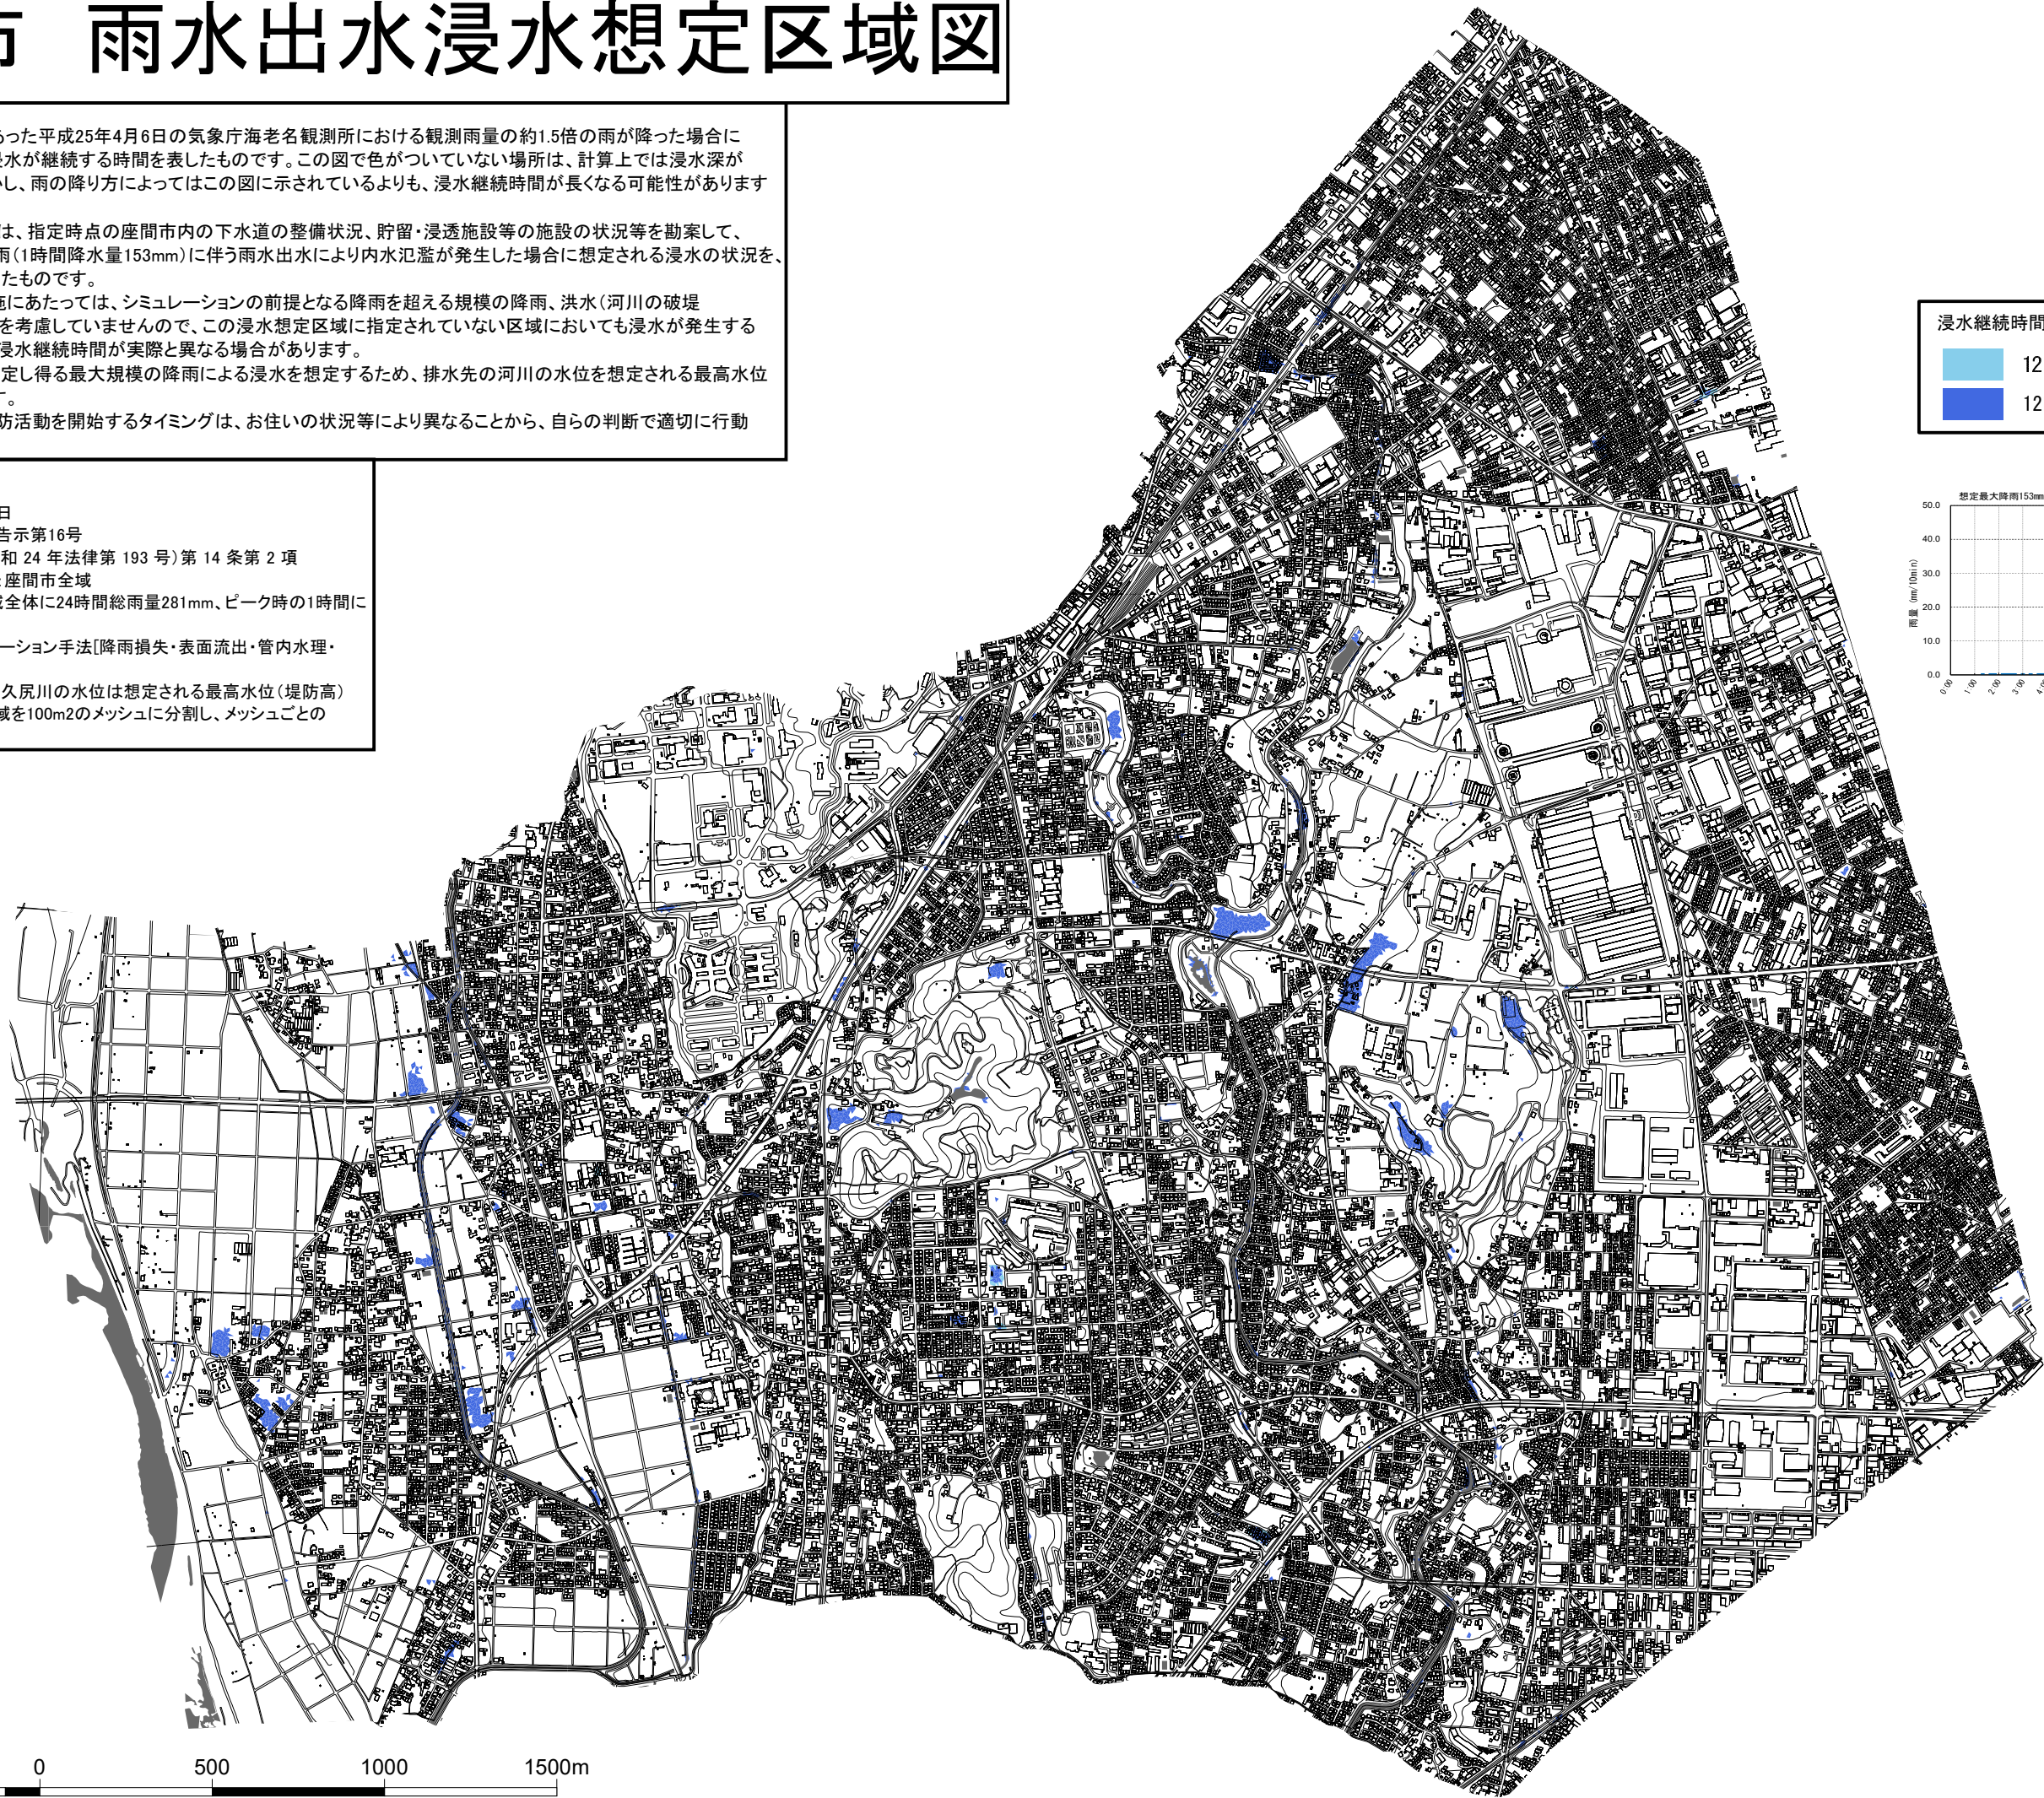 市　雨水出水浸水想定区域図
あった平成25年4月6日の気象庁海老名観測所における観測雨量の約1.5倍の雨が降った場合に
浸水が継続する時間を表したものです。この図で色がついていない場所は、計算上では浸水深が
かし、雨の降り方によってはこの図に示されているよりも、浸水継続時間が長くなる可能性があります
は、指定時点の座間市内の下水道の整備状況、貯留・浸透施設等の施設の状況等を勘案して、
雨（1時間降水量153mm）に伴う雨水出水により内水氾濫が発生した場合に想定される浸水の状況を、
たものです。
施にあたっては、シミュレーションの前提となる降雨を超える規模の降雨、洪水（河川の破堤
を考慮していませんので、この浸水想定区域に指定されていない区域においても浸水が発生する
浸水継続時間が実際と異なる場合があります。
定し得る最大規模の降雨による浸水を想定するため、排水先の河川の水位を想定される最高水位
す。
防活動を開始するタイミングは、お住いの状況等により異なることから、自らの判断で適切に行動
日
告示第16号
和 24 年法律第 193 号）第 14 条第 2 項
：座間市全域
域全体に24時間総雨量281mm、ピーク時の1時間に
ーション手法［降雨損失・表面流出・管内水理・
久尻川の水位は想定される最高水位（堤防高）
域を100m2のメッシュに分割し、メッシュごとの
浸水継続時間
12
12
想定最大降雨153mm
雨量 (mm/10min)
50.0
40.0
30.0
20.0
10.0
0.0
0:00
1:00
2:00
3:00
0
500
1000
1500m